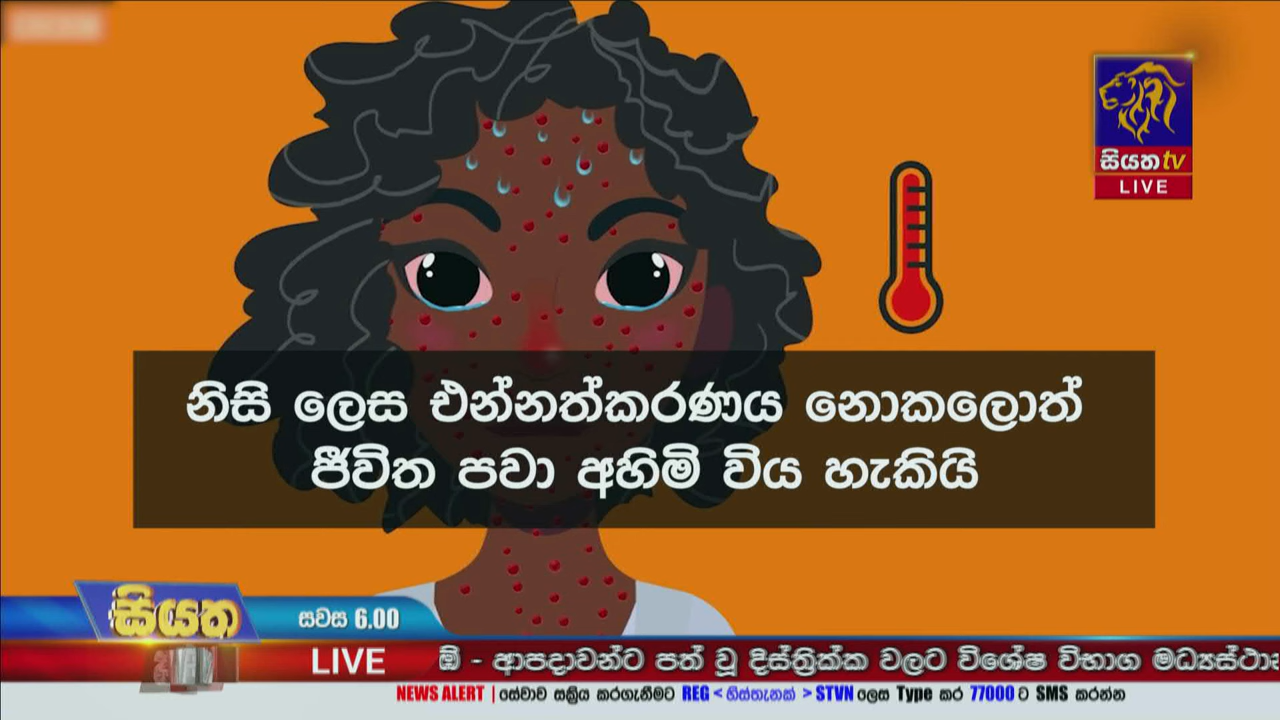 සියත tv
LIVE
නිසි ලෙස එන්නත්කරණය නොකලොත්
ජීවිත පවා අහිමි විය හැකියි
සියත
සවස 6.00
LIVE
ඹ් - ආපදාවන්ට පත් වූ දිස්ත්‍රික්ක වලට විශේෂ විභාග මධ්‍යස්ථා
NEWS ALERT | සේවාව සක්‍රිය කරගැනීමට REG < හිස්තැනක් > STVN ලෙස Type කර 77000 ට SMS කරන්න